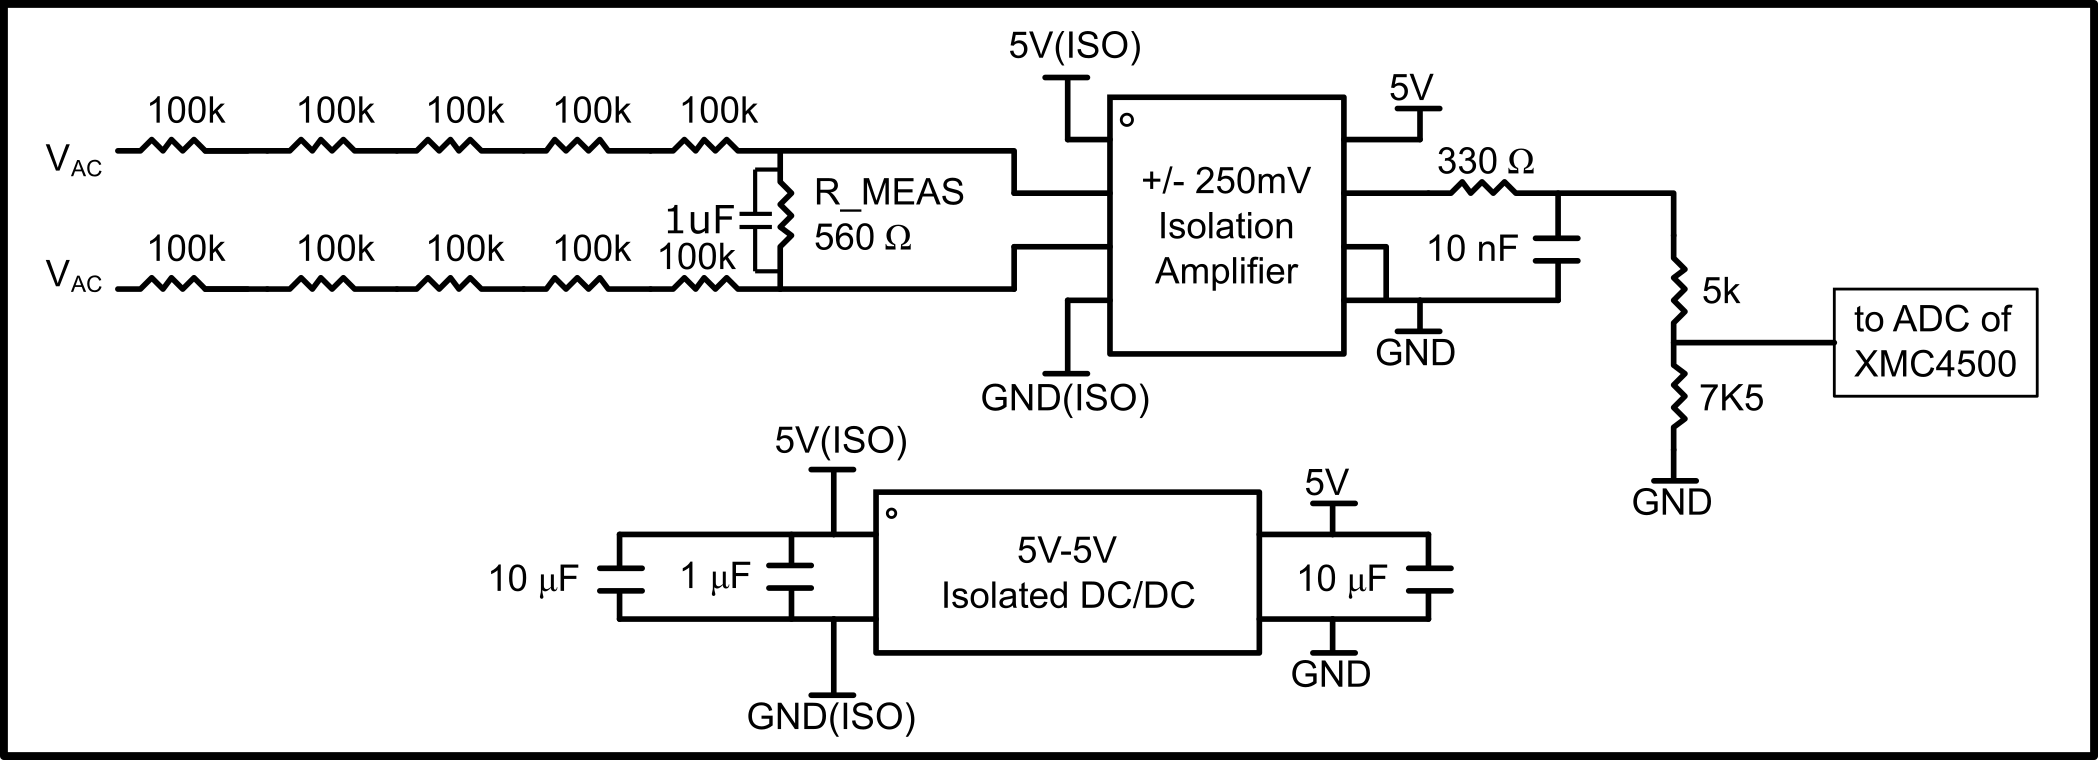 5V(ISO)
5V
100k 100k 100k 100k 100k
VAC
+/- 250mV
Isolation
Amplifier
330 Ω
R_MEAS
560 Ω
1uF
100k 100k 100k 100k 100k
VAC
10 nF
5k
to ADC of
XMC4500
GND
GND(ISO)
7K5
GND
5V(ISO)
5V
10 µF
1 µF
5V-5V
Isolated DC/DC
10 µF
GND
GND(ISO)